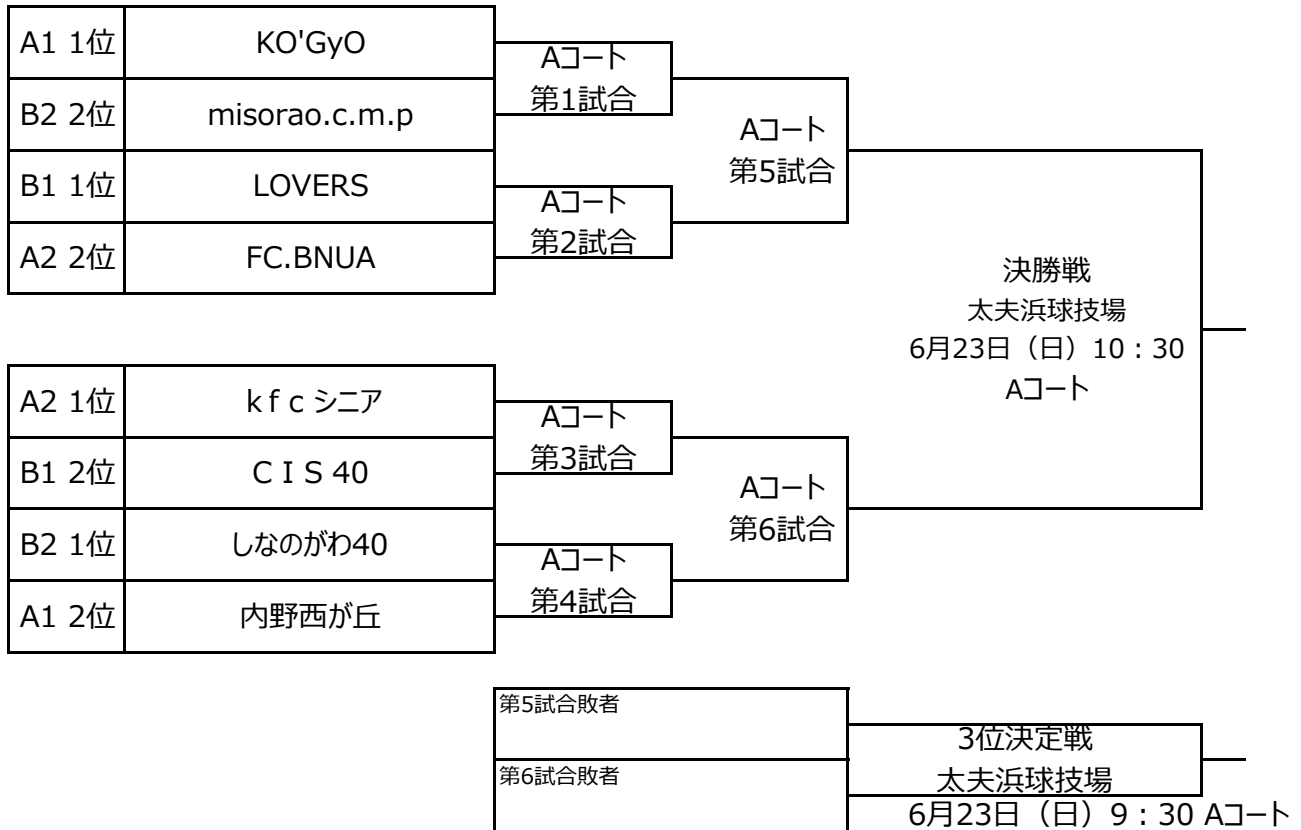 A1 1位 KO'GyO
B2 2位 misorao.c.m.p
B1 1位 LOVERS
A2 2位 FC.BNUA
Aコート
第1試合
Aコート
第2試合
Aコート
第5試合
A2 1位 kfcシニア
B1 2位 CIS 40
B2 1位 しなのがわ40
A1 2位 内野西が丘
Aコート
第3試合
Aコート
第4試合
Aコート
第6試合
決勝戦
太夫浜球技場
6月23日(日)10:30
Aコート
第5試合敗者
第6試合敗者
3位決定戦
太夫浜球技場
6月23日(日)9:30 Aコート